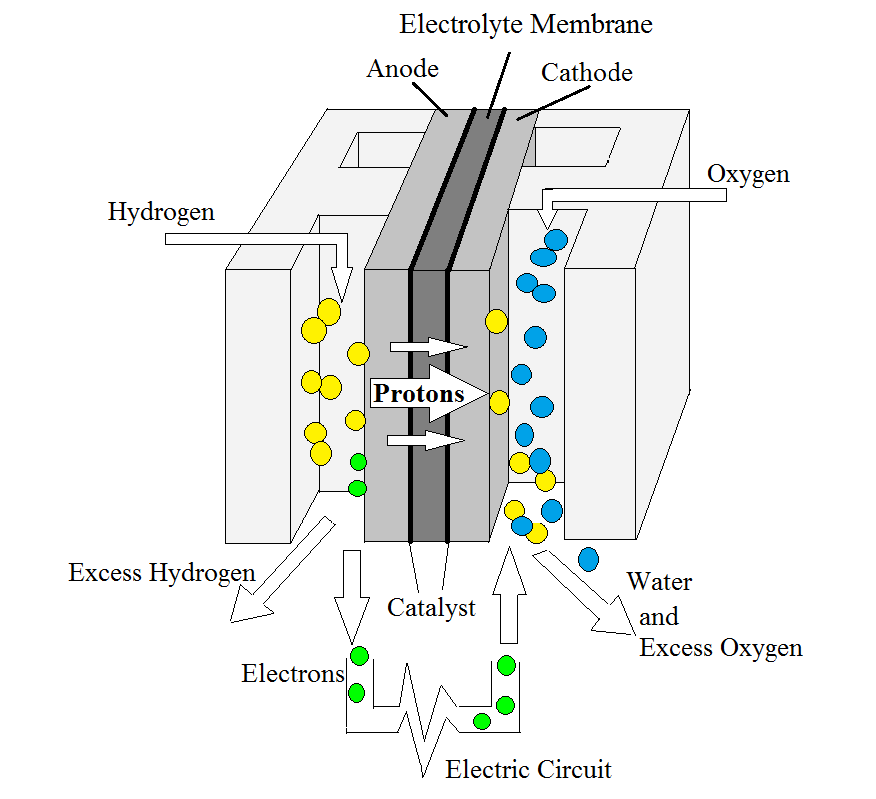 Electrolyte Membrane
Anode
Cathode
Oxygen
Hydrogen
Protons
Excess Hydrogen
Catalyst
Water
and
Excess Oxygen
Electrons
Electric Circuit